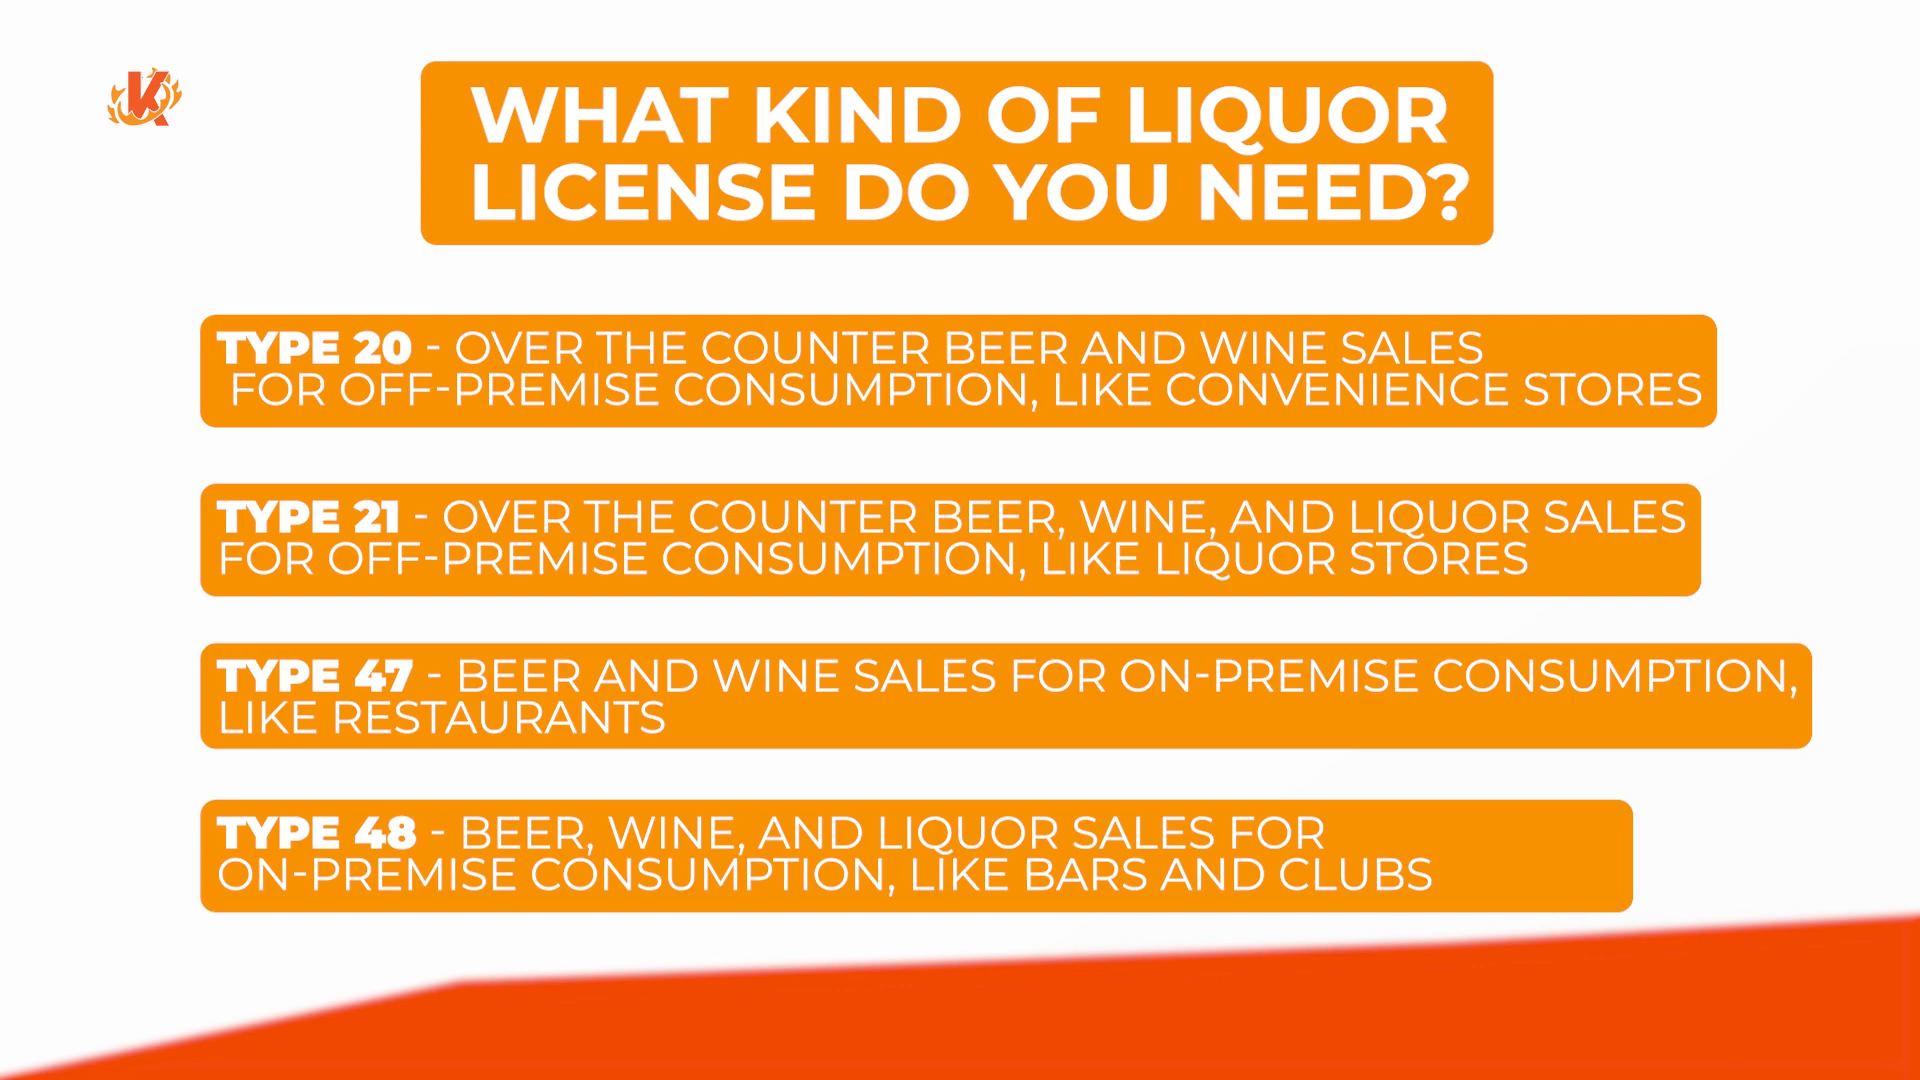 K
WHAT KIND OF LIQUOR
LICENSE DO YOU NEED?
TYPE 20 - OVER THE COUNTER BEER AND WINE SALES
FOR OFF-PREMISE CONSUMPTION, LIKE CONVENIENCE STORES
TYPE 21 - OVER THE COUNTER BEER, WINE, AND LIQUOR SALES
FOR OFF-PREMISE CONSUMPTION, LIKE LIQUOR STORES
TYPE 47 - BEER AND WINE SALES FOR ON-PREMISE CONSUMPTION,
LIKE RESTAURANTS
TYPE 48 - BEER, WINE, AND LIQUOR SALES FOR
ON-PREMISE CONSUMPTION, LIKE BARS AND CLUBS